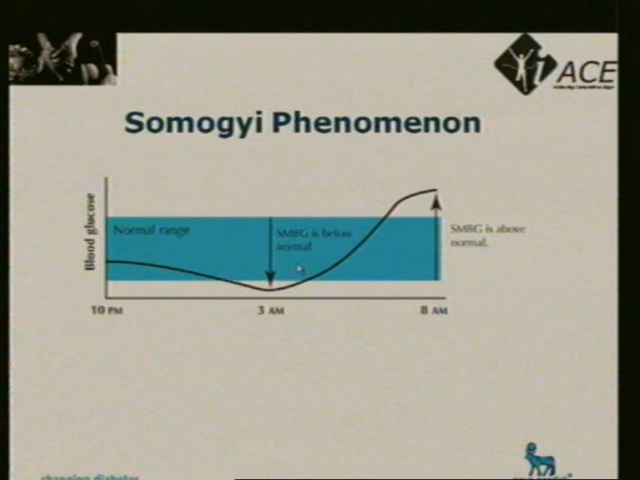 ACE
Somogyi Phenomenon
Blood glucose
Normal range
SMBG is below
normal
SMBG is above
normal.
10 PM
3 AM
8 AM
changing diabetes